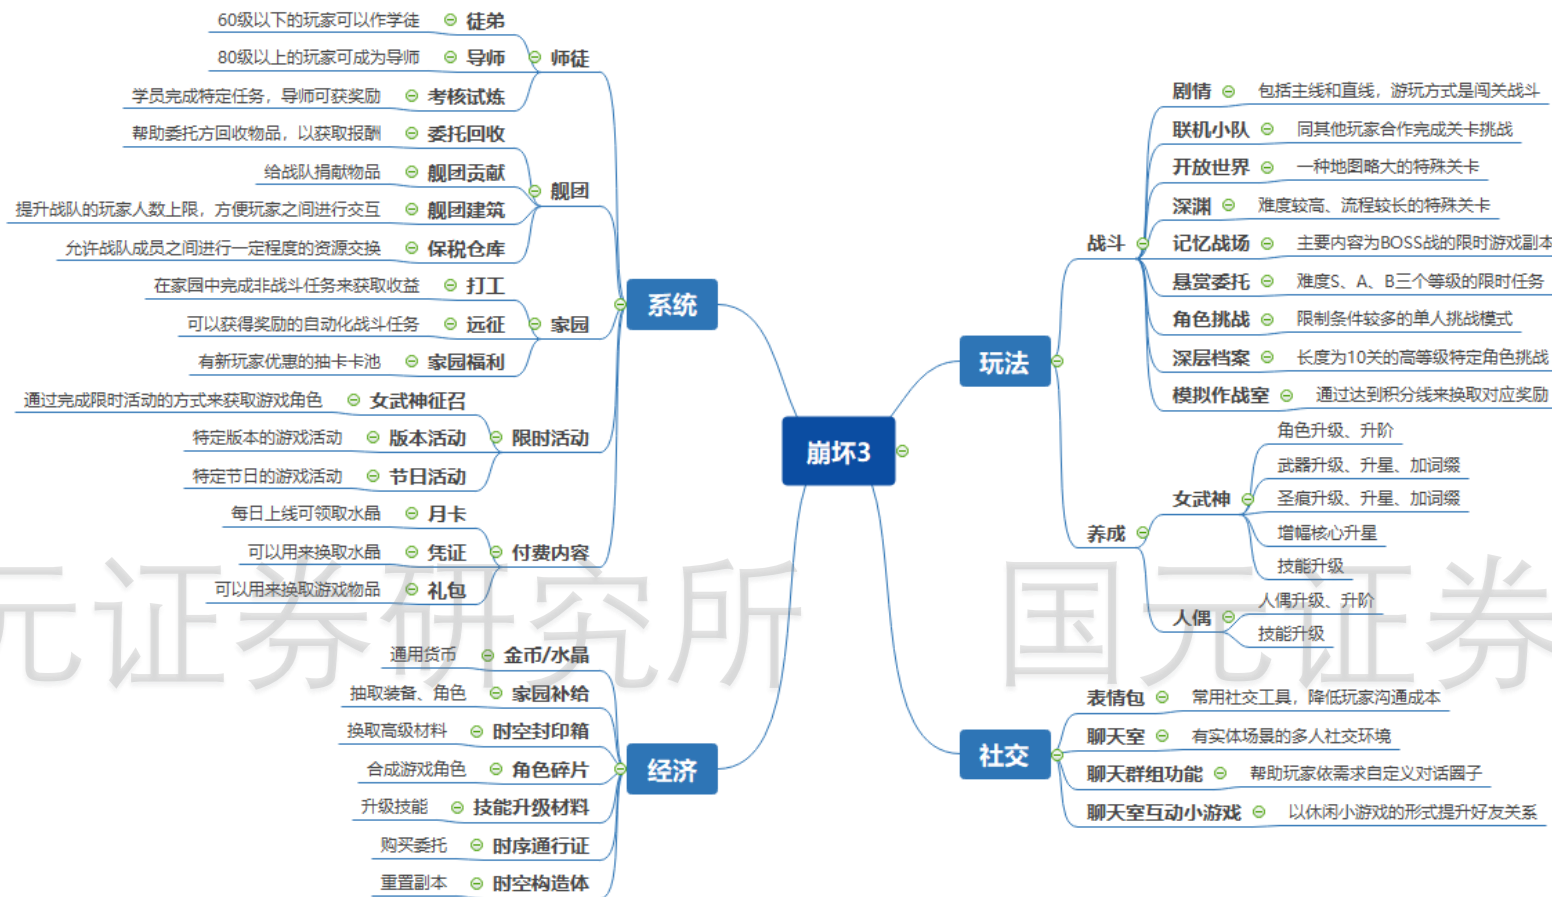 崩坏3
系统
师徒
徒弟
60级以下的玩家可以作学徒
导师
80级以上的玩家可成为导师
考核试炼
学员完成特定任务，导师可获奖励
舰团
委托回收
帮助委托方回收物品，以获取报酬
舰团贡献
给战队捐献物品
舰团建筑
提升战队的玩家人数上限，方便玩家之间进行交互
保税仓库
允许战队成员之间进行一定程度的资源交换
家园
打工
在家园中完成非战斗任务来获取收益
远征
可以获得奖励的自动化战斗任务
家园福利
有新玩家优惠的抽卡卡池
限时活动
女武神征召
通过完成限时活动的方式来获取游戏角色
版本活动
特定版本的游戏活动
节日活动
特定节日的游戏活动
付费内容
月卡
每日上线可领取水晶
凭证
可以用来换取水晶
礼包
可以用来换取游戏物品
经济
金币/水晶
通用货币
家园补给
抽取装备、角色
时空封印箱
换取高级材料
角色碎片
合成游戏角色
技能升级材料
升级技能
时序通行证
购买委托
时空构造体
重置副本
玩法
战斗
剧情
包括主线和直线，游玩方式是闯关战斗
联机小队
同其他玩家合作完成关卡挑战
开放世界
一种地图略大的特殊关卡
深渊
难度较高、流程较长的特殊关卡
记忆战场
主要内容为BOSS战的限时游戏副本
悬赏委托
难度S、A、B三个等级的限时任务
角色挑战
限制条件较多的单人挑战模式
深层档案
长度为10关的高等级特定角色挑战
模拟作战室
通过达到积分线来换取对应奖励
养成
女武神
角色升级、升阶
武器升级、升星、加词缀
圣痕升级、升星、加词缀
增幅核心升星
技能升级
人偶
人偶升级、升阶
技能升级
社交
表情包
常用社交工具，降低玩家沟通成本
聊天室
有实体场景的多人社交环境
聊天群组功能
帮助玩家依需求自定义对话圈子
聊天室互动小游戏
以休闲小游戏的形式提升好友关系
元证券研究所
国元证券